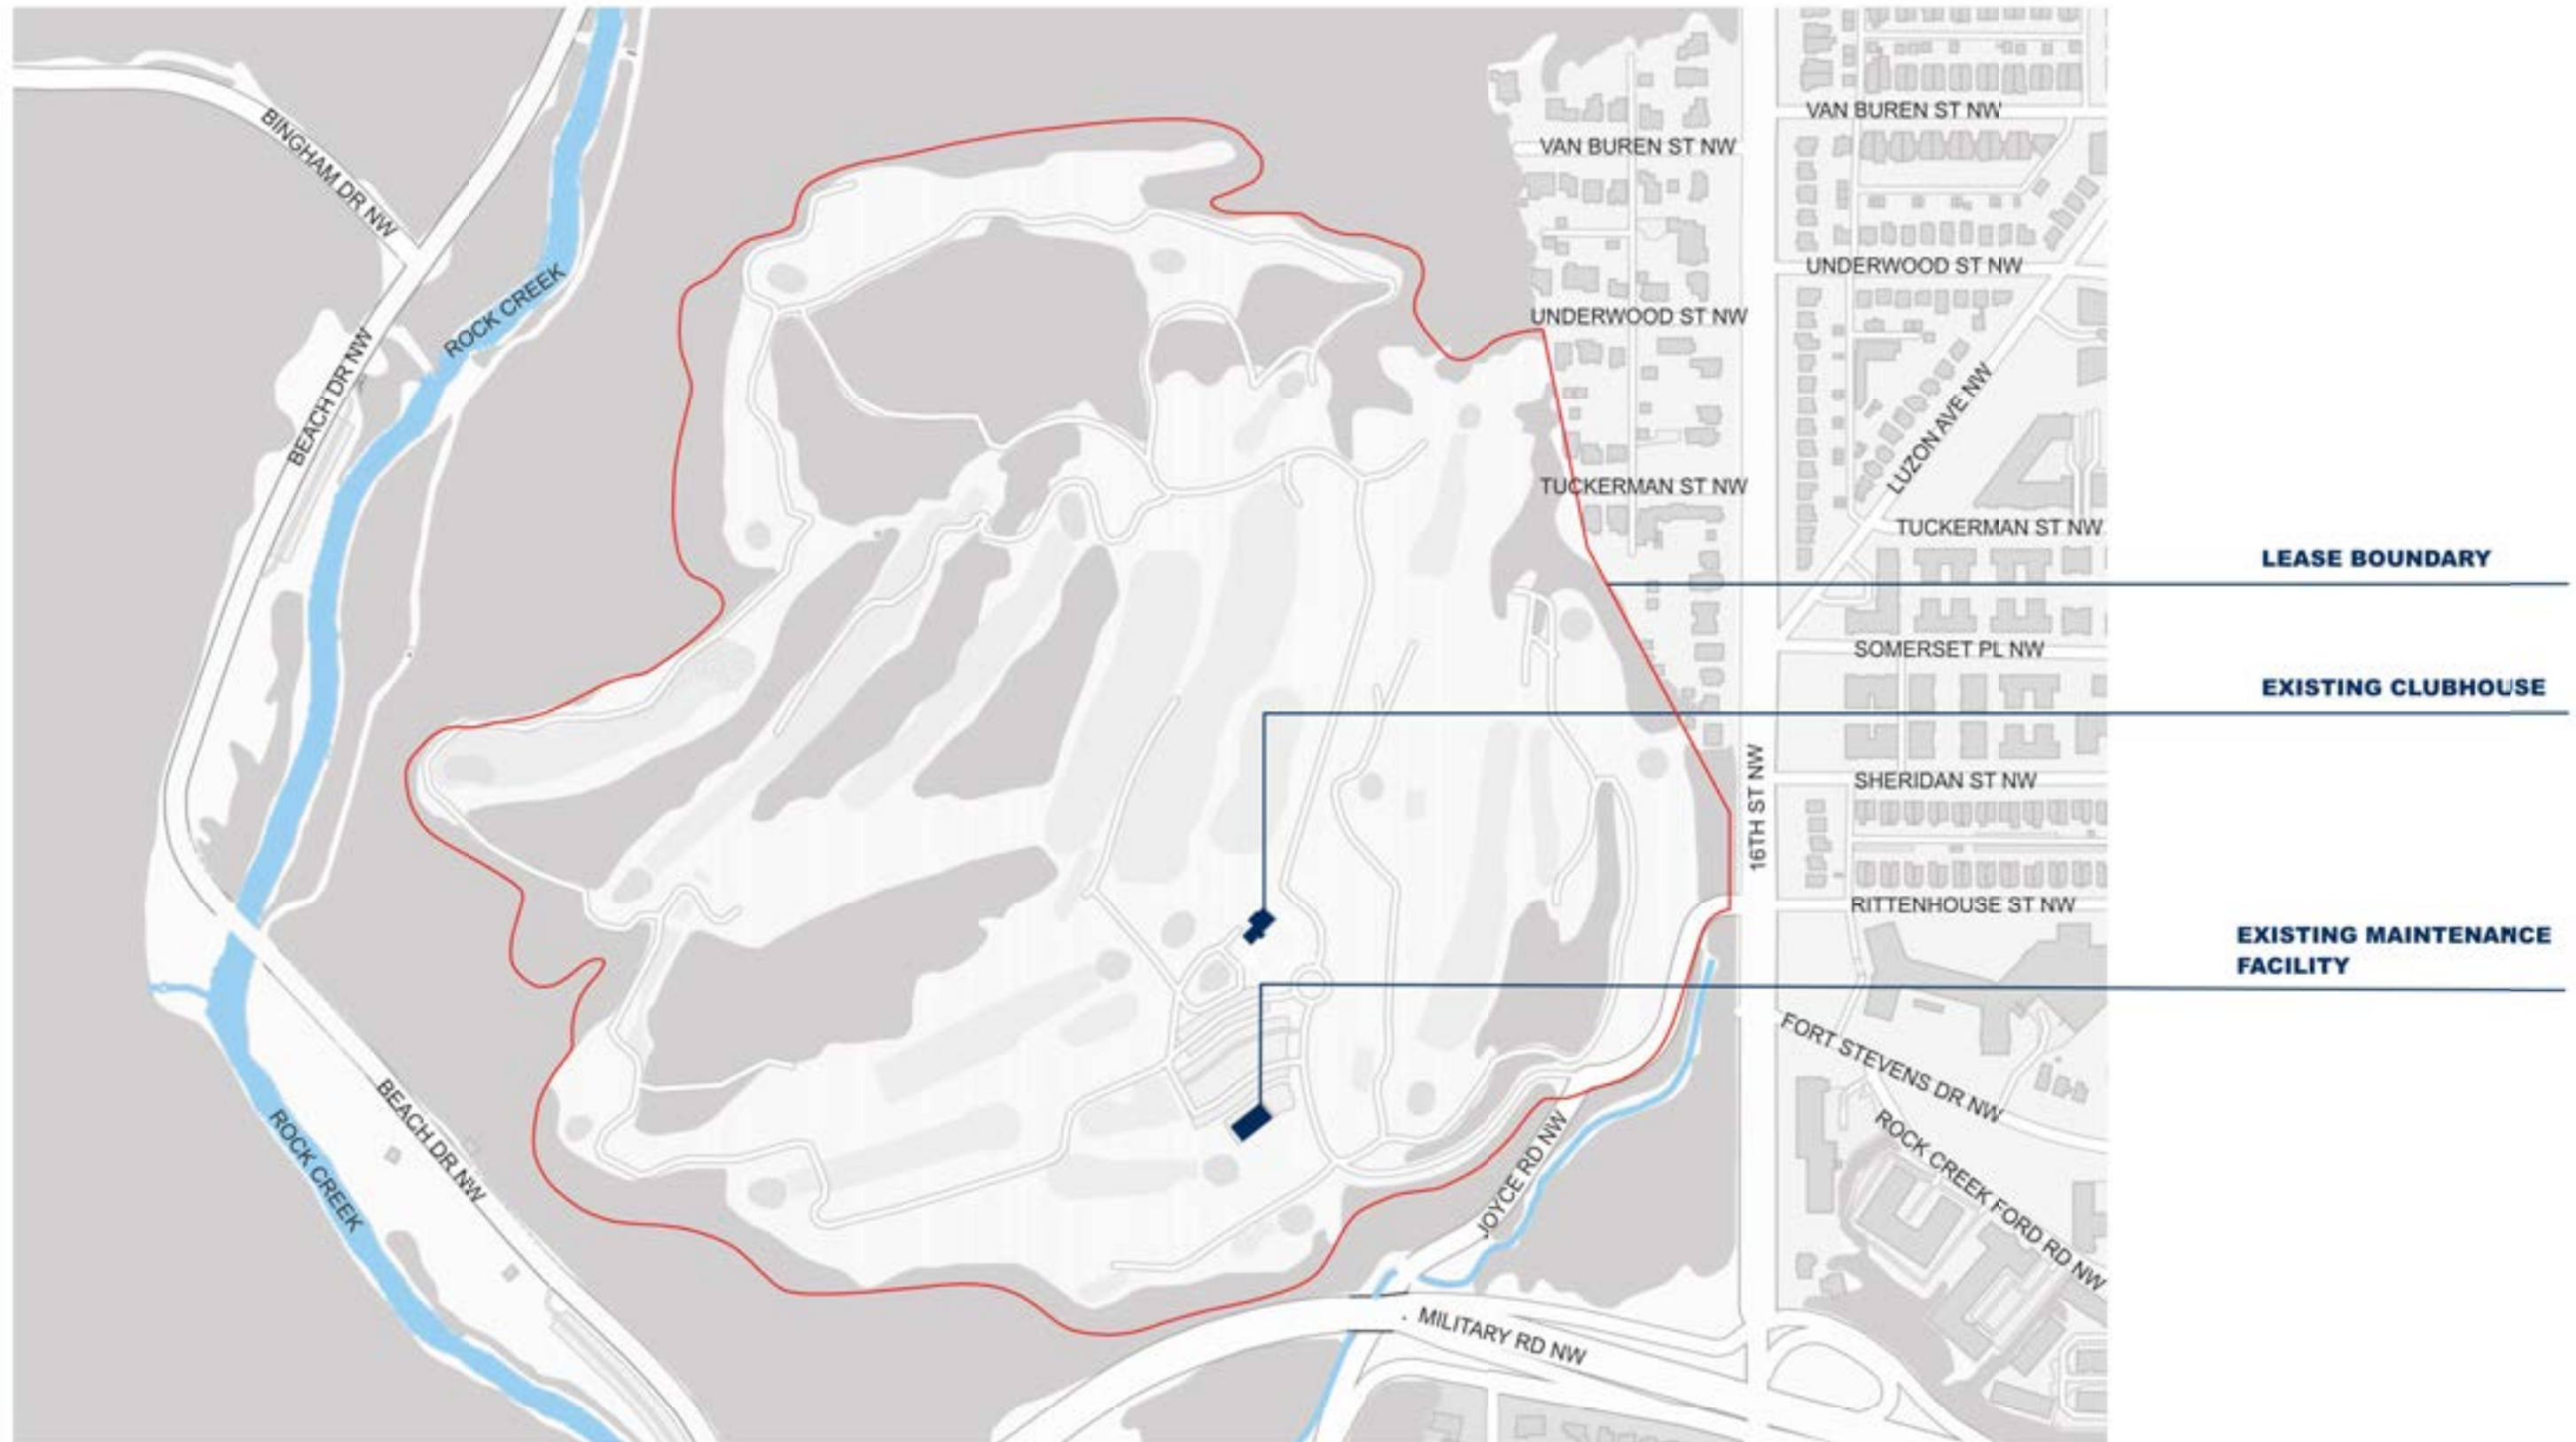 BINGHAM DR NW
ROCK CREEK
BEACH DR NW
VAN BUREN ST NW
VAN BUREN ST NW
UNDERWOOD ST NW
UNDERWOOD ST NW
LUZON AVE NW
TUCKERMAN ST NW
TUCKERMAN ST NW
LEASE BOUNDARY
SOMERSET PL NW
EXISTING CLUBHOUSE
16TH ST NW
SHERIDAN ST NW
RITTENHOUSE ST NW
EXISTING MAINTENANCE
FACILITY
FORT STEVENS DR NW
ROCK CREEK FORD RD NW
BEACH DR NW
ROCK CREEK
JOYCE RD NW
MILITARY RD NW